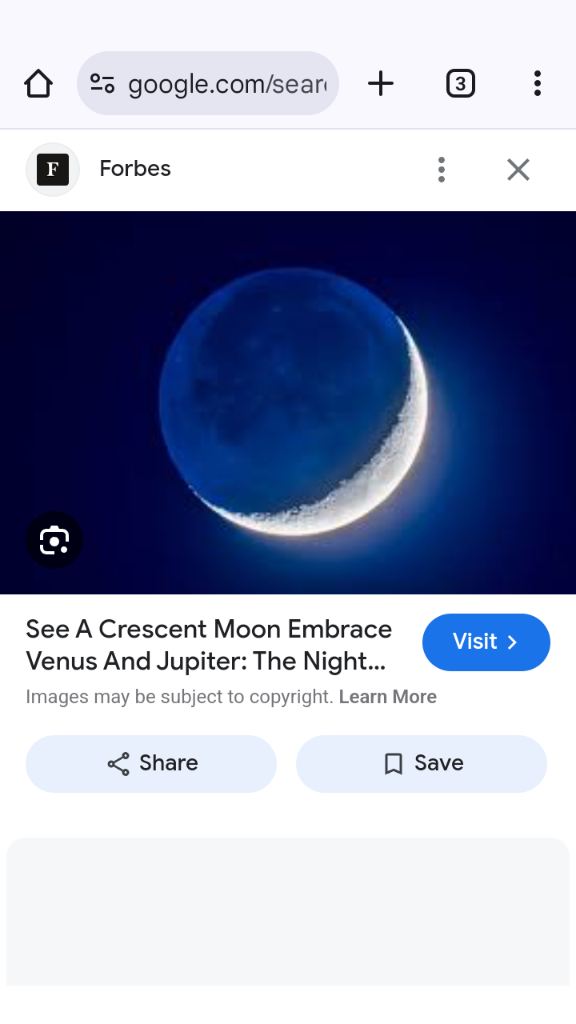 google.com/sear
3
F
Forbes
See A Crescent Moon Embrace
Venus And Jupiter: The Night...
Visit
Images may be subject to copyright. Learn More
Share
Save